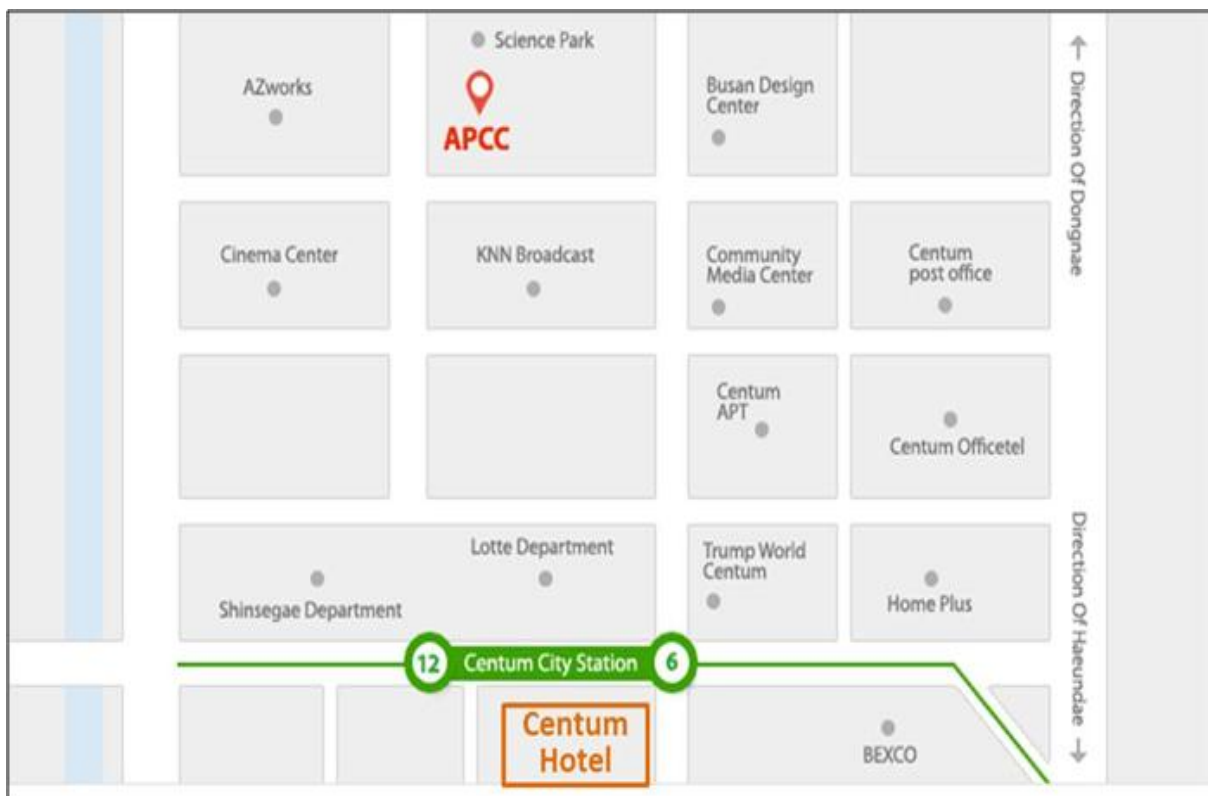 Science Park
AZworks
APCC
Busan Design
Center
Direction Of Dongnae
Cinema Center
KNN Broadcast
Community
Media Center
Centum
post office
Centum
APT
Centum Officetel
Shinsegae Department
Lotte Department
Trump World
Centum
Home Plus
Direction Of Haeundae
12
Centum City Station
6
Centum
Hotel
BEXCO